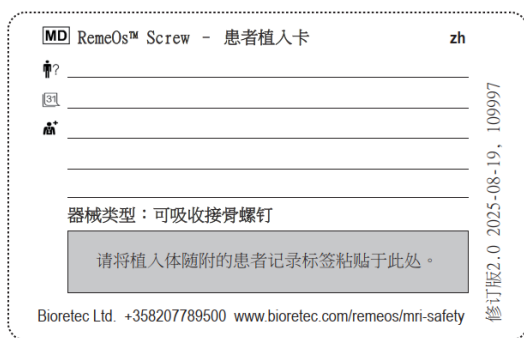 MD RemeOs™ Screw - 患者植入卡
zh
?
31
器械类型：可吸收接骨螺钉
请将植入体随附的患者记录标签粘贴于此处。
Bioretec Ltd. +358207789500 www.bioretec.com/remeos/mri-safety
修订版2.0 2025-08-19, 109997